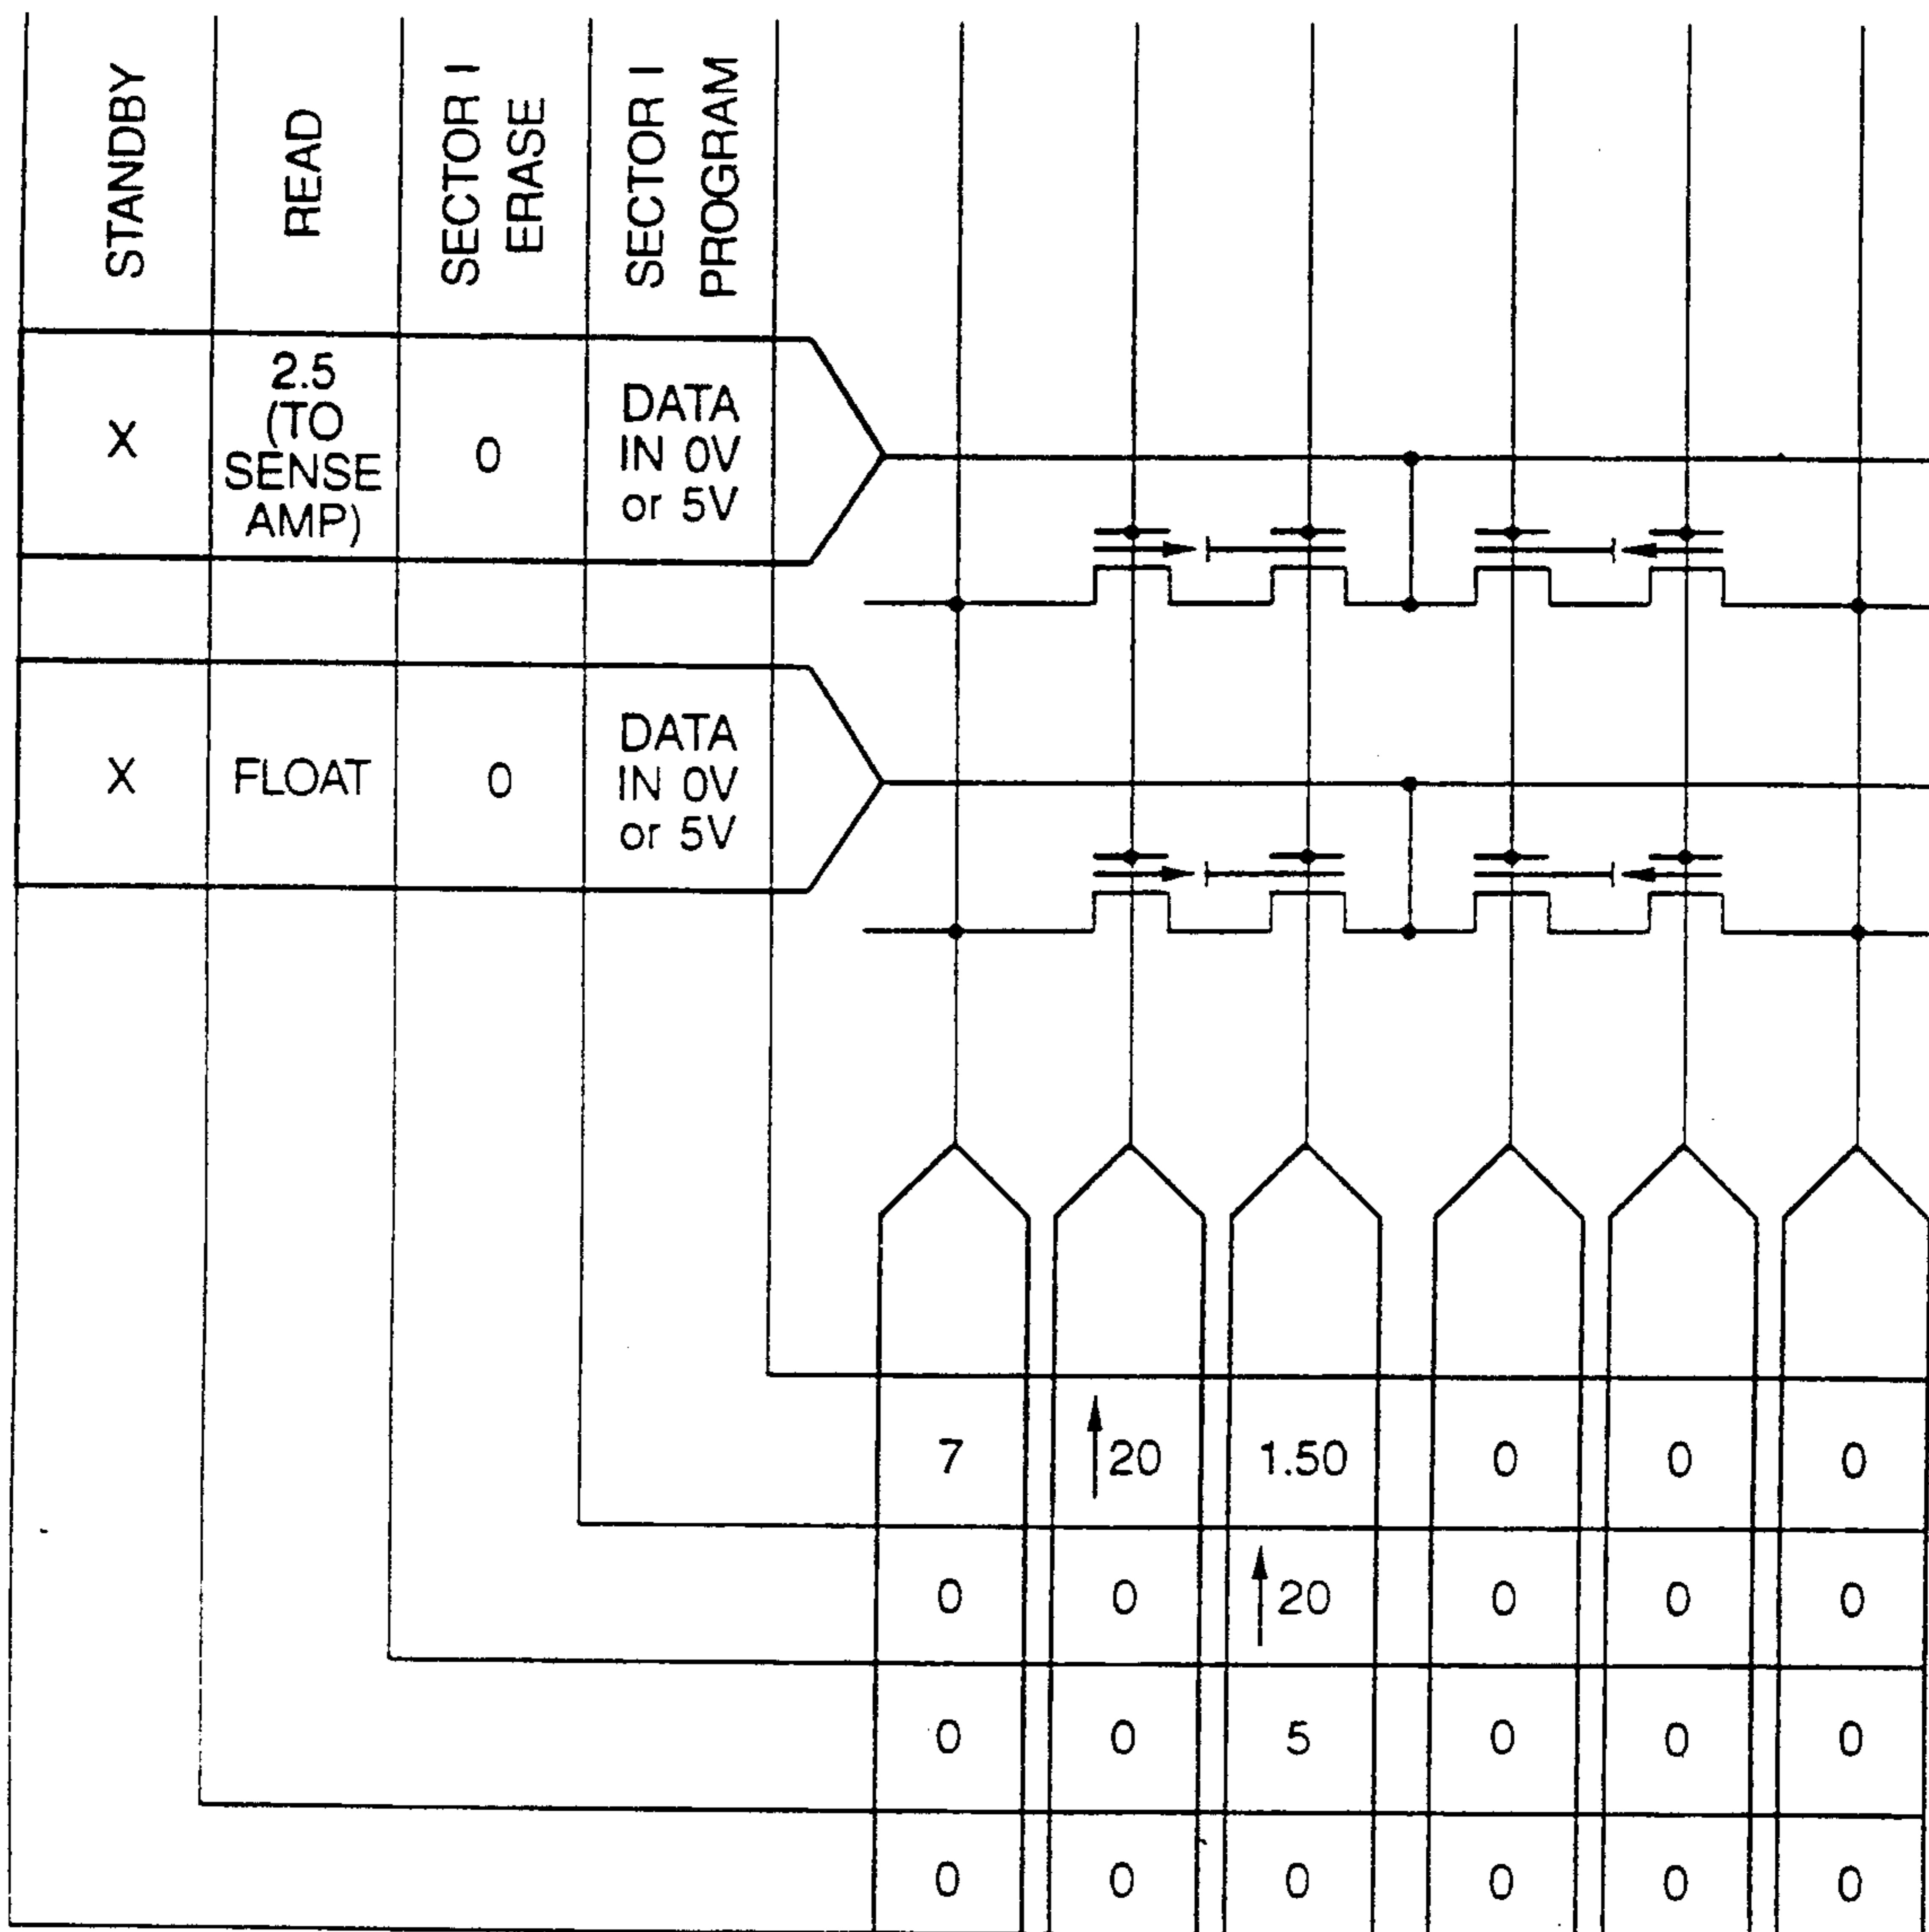 STANDBY
READ
SECTOR I
ERASE
SECTOR I
PROGRAM
X
2.5
(TO
SENSE
AMP)
0
DATA
IN 0V
or 5V
X
FLOAT
0
DATA
IN 0V
or 5V
7 20 1.50 0 0 0
0 0 20 0 0 0
0 0 5 0 0 0
0 0 0 0 0 0